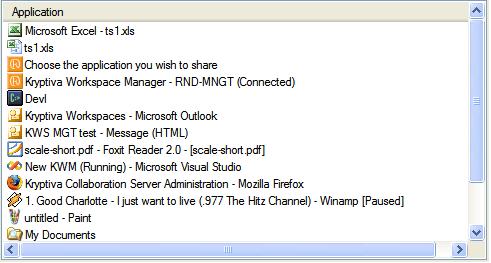 Application
Microsoft Excel - ts1.xls
ts1.xls
Choose the application you wish to share
Kryptiva Workspace Manager - RND-MNGT (Connected)
Devl
Kryptiva Workspaces - Microsoft Outlook
KWS MGT test - Message (HTML)
scale-short.pdf - Foxit Reader 2.0 - [scale-short.pdf]
New KWM (Running) - Microsoft Visual Studio
Kryptiva Collaboration Server Administration - Mozilla Firefox
1. Good Charlotte - I just want to live (.977 The Hitz Channel) - Winamp [Paused]
untitled - Paint
My Documents